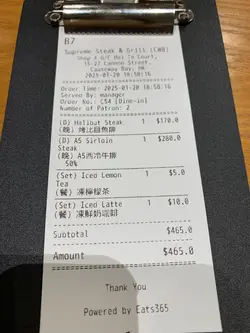 B7
Supreme Steak & Grill (CWB)
Shop A G/F Hoi To Court,
15-27 Cannon Street,
Causeway Bay, HK
2025-01-20 18:58:16
Order Time: 2025-01-20 18:58:16
Served By: manager
Order No.: C54 [Dine-in]
Number of Patron: 2
(D) Halibut Steak 1 $170.0
(晚) 烤比目魚排
(D) A5 Sirloin 1 $280.0
Steak
(晚) A5西冷牛排
50%
(Set) Iced Lemon 1 $5.0
Tea
(餐) 凍檸檬茶
(Set) Iced Latte 1 $10.0
(餐) 凍鮮奶咖啡
Subtotal $465.0
Amount $465.0
Thank You
Powered by Eats365